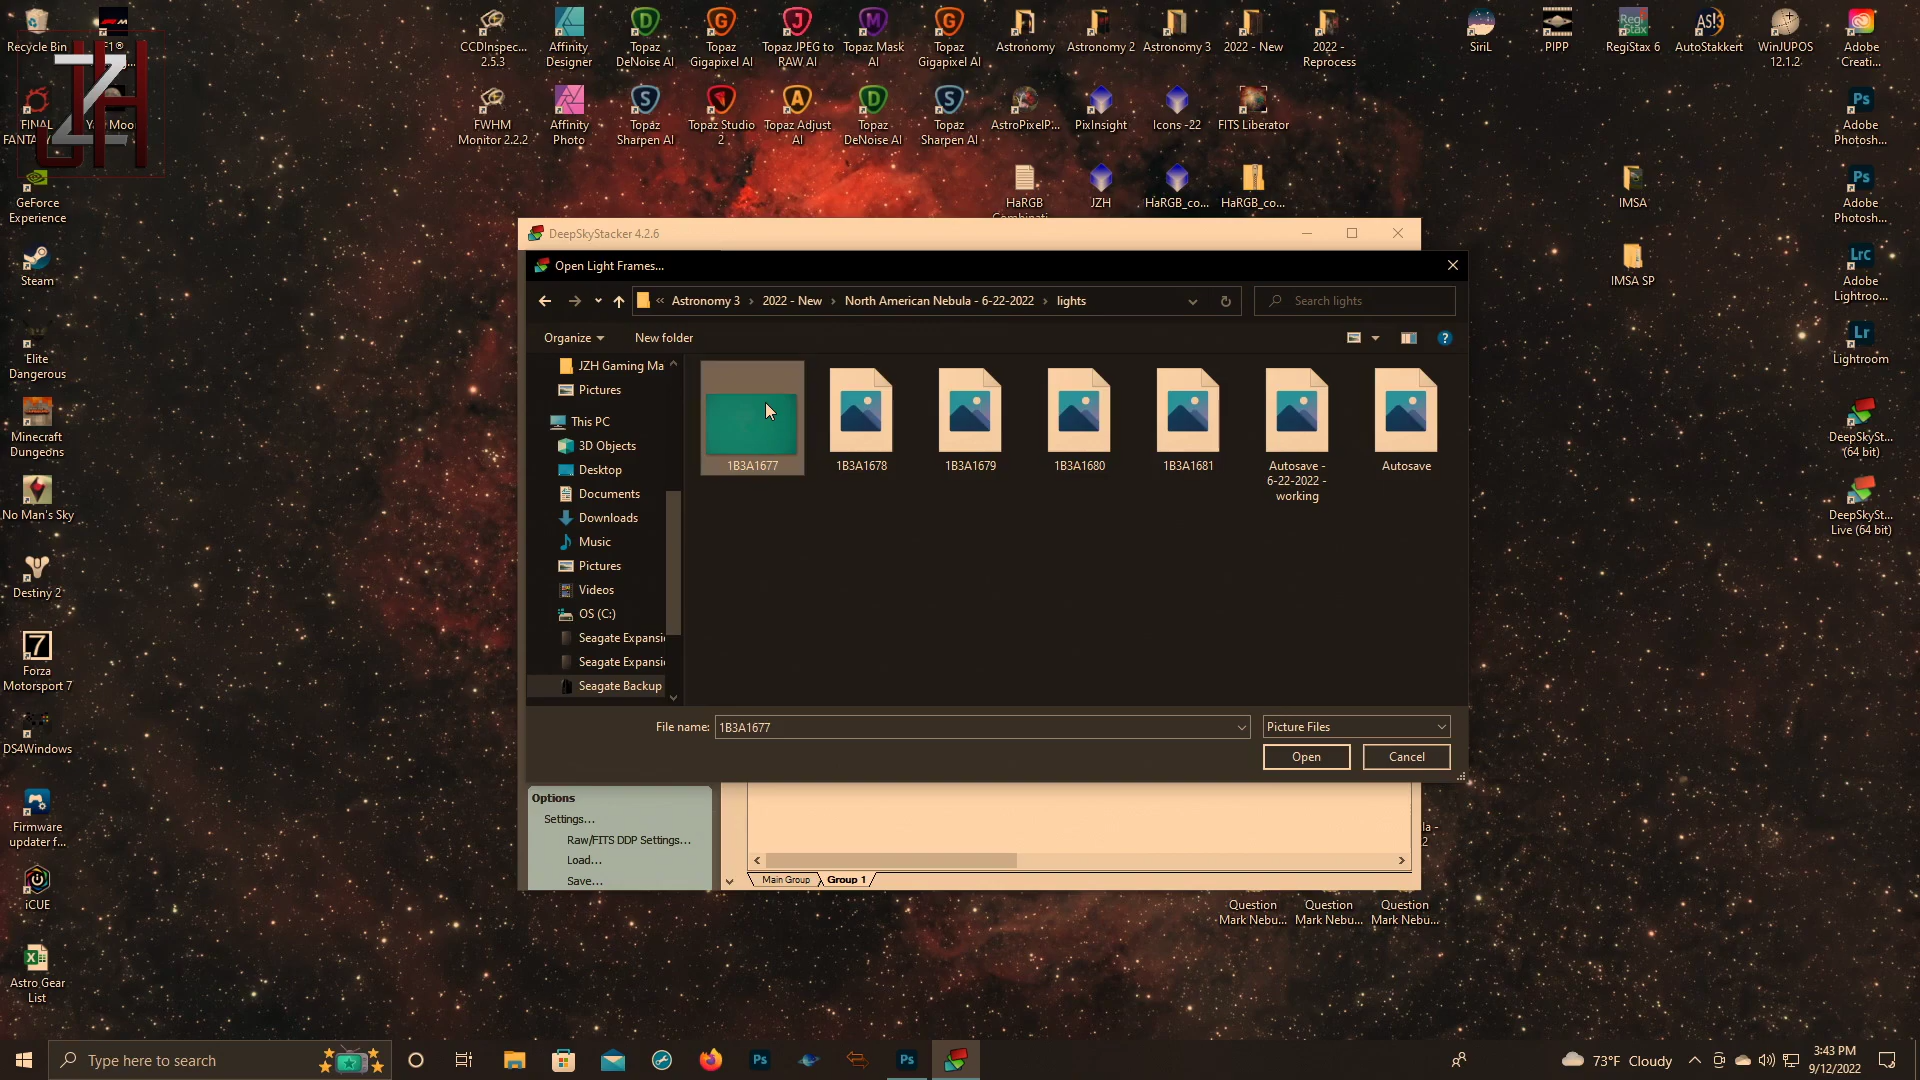 Recycle Bin
F1®
CCDInspec...
2.5.3
Affinity
Designer
Topaz
DeNoise AI
Topaz
Gigapixel AI
Topaz JPEG to
RAW AI
Topaz Mask
AI
Topaz
Gigapixel AI
Astronomy
Astronomy 2
Astronomy 3
2022 - New
2022 -
Reprocess
SiriL
PIPP
RegiStax 6
AutoStakkert
WinJUPOS
12.1.2
Adobe
Creati...
JZH
FINAL
FANTA
Moo
FWHM
Monitor 2.2.2
Affinity
Photo
Topaz
Sharpen AI
Topaz Studio
2
Topaz Adjust
AI
Topaz
DeNoise AI
Topaz
Sharpen AI
AstroPixelP...
PixInsight
Icons -22
FITS Liberator
Adobe
Photosh...
GeForce
Experience
HaRGB
Combinati
JZH
HaRGB_co...
HaRGB_co...
IMSA
Adobe
Photosh...
Steam
IMSA SP
Adobe
Lightroo...
Elite
Dangerous
Lightroom
Minecraft
Dungeons
DeepSkySt...
(64 bit)
No Man's Sky
DeepSkySt...
Live (64 bit)
Destiny 2
Forza
Motorsport 7
DS4Windows
Firmware
updater f...
iCUE
Astro Gear
List
DeepSkyStacker 4.2.6
Open Light Frames...
« Astronomy 3 › 2022 - New › North American Nebula - 6-22-2022 › lights
Search lights
Organize
New folder
JZH Gaming Ma
Pictures
This PC
3D Objects
Desktop
Documents
Downloads
Music
Pictures
Videos
OS (C:)
Seagate Expansi
Seagate Expansi
Seagate Backup
1B3A1677
1B3A1678
1B3A1679
1B3A1680
1B3A1681
Autosave -
6-22-2022 -
working
Autosave
File name:
1B3A1677
Picture Files
Open
Cancel
Options
Settings...
Raw/FITS DDP Settings...
Load...
Save...
Main Group
Group 1
la -
2
Question
Mark Nebu...
Question
Mark Nebu...
Question
Mark Nebu...
Type here to search
73°F Cloudy
3:43 PM
9/12/2022